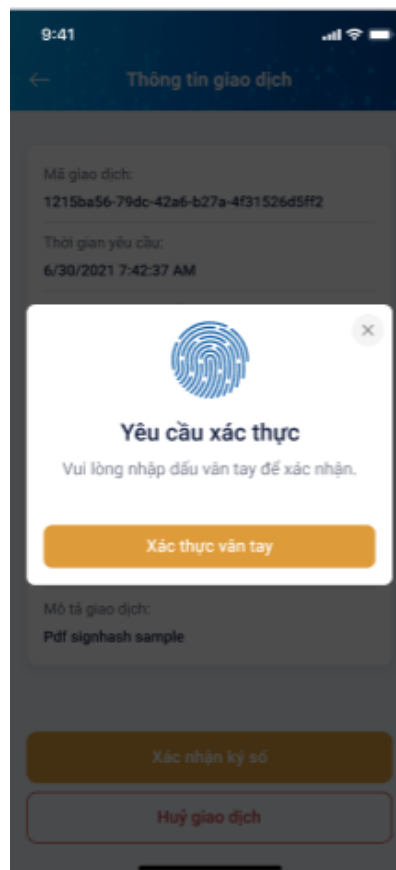 9:41
Thông tin giao dịch
Mã giao dịch:
1215ba56-79dc-42a6-b27a-4f31526d5ff2
Thời gian yêu cầu:
6/30/2021 7:42:37 AM
Yêu cầu xác thực
Vui lòng nhập dấu vân tay để xác nhận.
Xác thực vân tay
Mô tả giao dịch:
Pdf signhash sample
Xác nhận ký số
Huỷ giao dịch